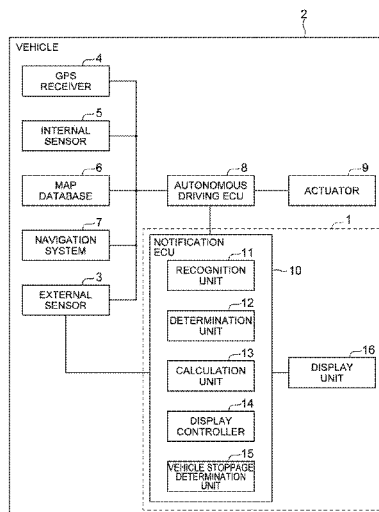 2
VEHICLE
4
GPS
RECEIVER
5
INTERNAL
SENSOR
6
MAP
DATABASE
7
NAVIGATION
SYSTEM
3
EXTERNAL
SENSOR
8
AUTONOMOUS
DRIVING ECU
9
ACTUATOR
1
NOTIFICATION
ECU
10
11
RECOGNITION
UNIT
12
DETERMINATION
UNIT
13
CALCULATION
UNIT
14
DISPLAY
CONTROLLER
15
VEHICLE STOPPAGE
DETERMINATION
UNIT
16
DISPLAY
UNIT